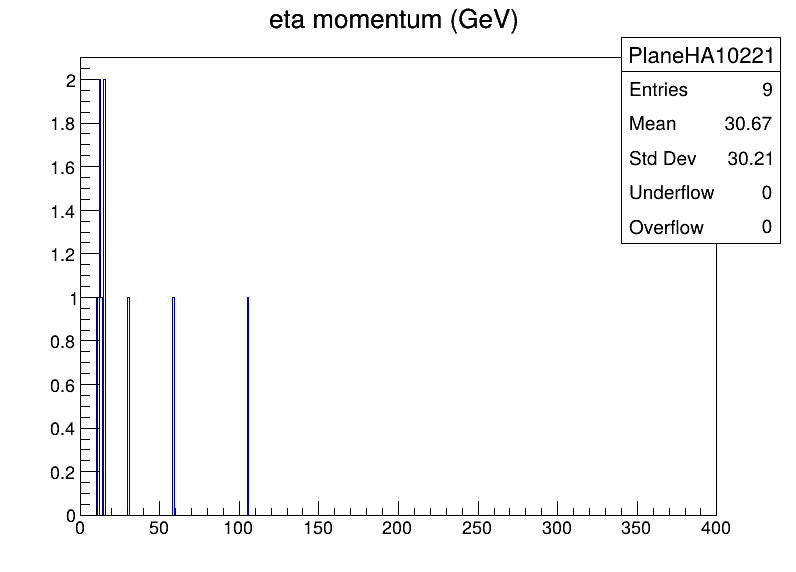 eta momentum (GeV)
PlaneHA10221
Entries 9
Mean 30.67
Std Dev 30.21
Underflow 0
Overflow 0
2
1.8
1.6
1.4
1.2
1
0.8
0.6
0.4
0.2
0
0 50 100 150 200 250 300 350 400